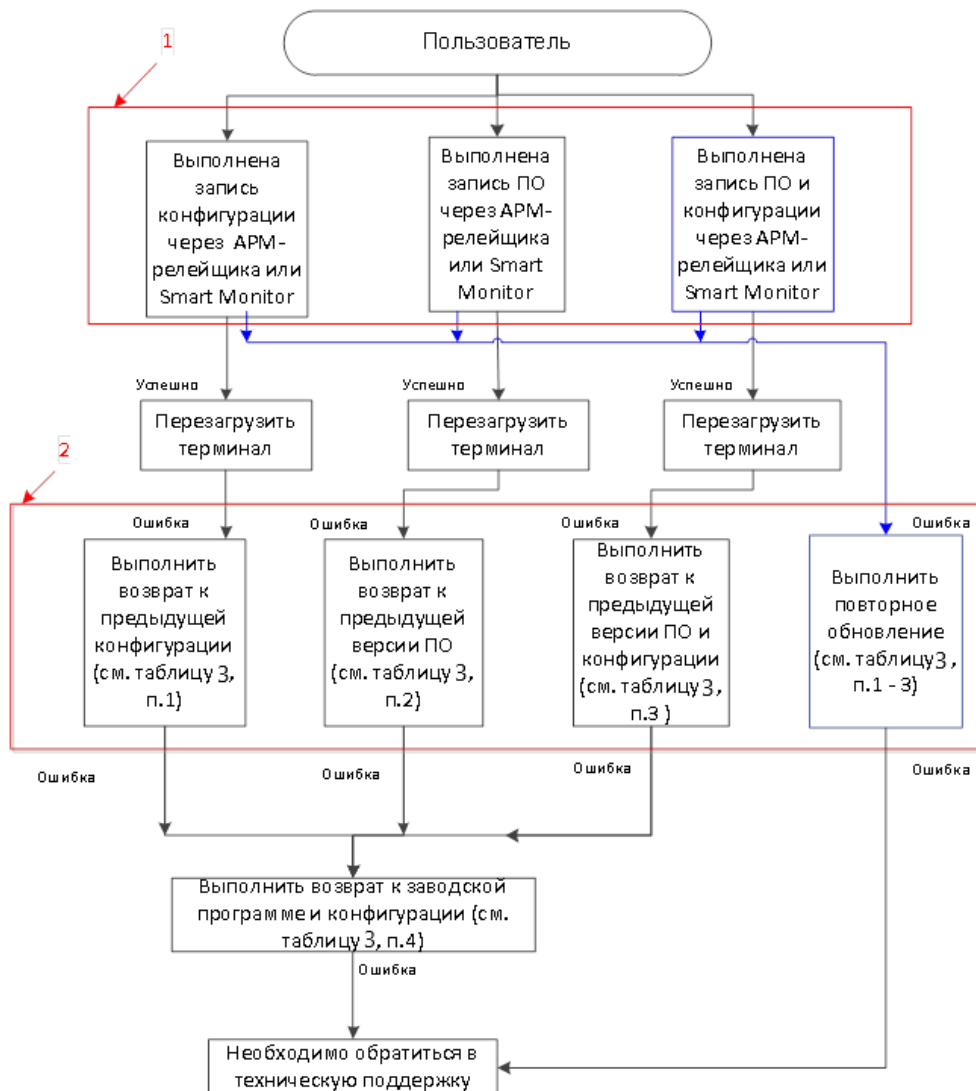 Пользователь
1
Выполнена
запись
конфигурации
через АРМ-
релейщика или
Smart Monitor
Выполнена
запись ПО
через АРМ-
релейщика
или Smart
Monitor
Выполнена
запись ПО и
конфигурации
через АРМ-
релейщика или
Smart Monitor
Успешно
Успешно
Успешно
Перезагрузить
терминал
Перезагрузить
терминал
Перезагрузить
терминал
2
Ошибка
Ошибка
Ошибка
Ошибка
Выполнить
возврат к
предыдущей
конфигурации
(см. таблицу 3,
п.1)
Выполнить
возврат к
предыдущей
версии ПО
(см. таблицу 3,
п.2)
Выполнить
возврат к
предыдущей
версии ПО и
конфигурации
(см. таблицу 3,
п.3 )
Выполнить
повторное
обновление
(см. таблицу 3,
п.1 - 3)
Ошибка
Ошибка
Ошибка
Ошибка
Выполнить возврат к заводской
программе и конфигурации (см.
таблицу 3, п.4)
Ошибка
Необходимо обратиться в
техническую поддержку